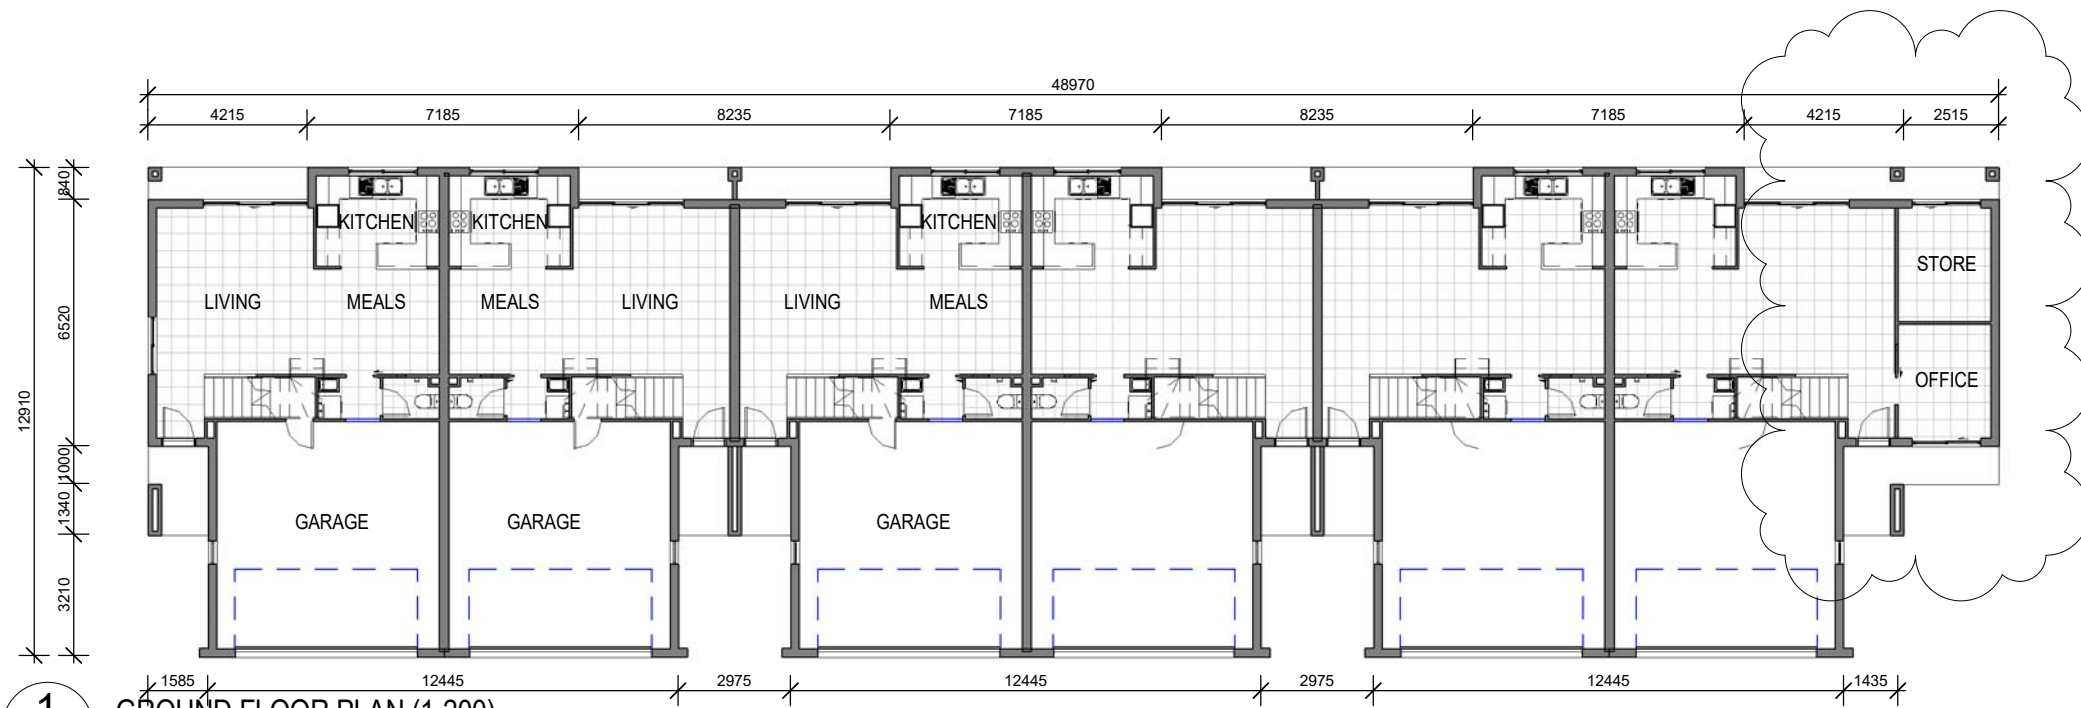 48970
4215 7185 8235 7185 8235 7185 4215 2515
840
KITCHEN KITCHEN KITCHEN
STORE
LIVING MEALS MEALS LIVING LIVING MEALS
6520
OFFICE
12910
1000
1340
GARAGE GARAGE GARAGE
3210
1585 12445 2975 12445 2975 12445 1435
1 GROUND FLOOR PLAN (1-200)